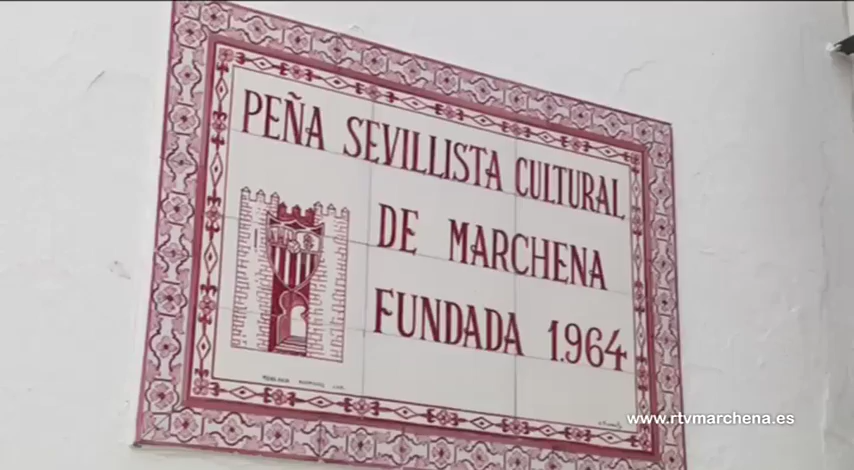 PEÑA SEVILLISTA CULTURAL
DE MARCHENA
FUNDADA 1.964
www.rtvmarchena.es